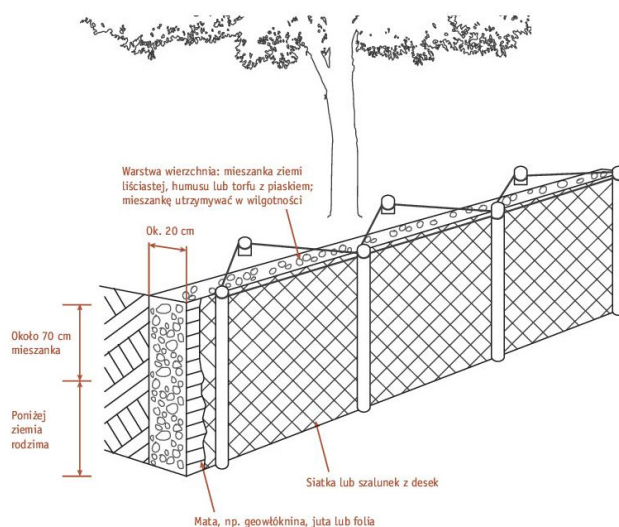 Warstwa wierzchnia: mieszanka ziemi
liściastej, humusu lub torfu z piaskiem;
mieszankę utrzymywać w wilgotności
Ok. 20 cm
Około 70 cm
mieszanka
Poniżej
ziemia
rodzima
Siatka lub szalunek z desek
Mata, np. geowłóknina, juta lub folia